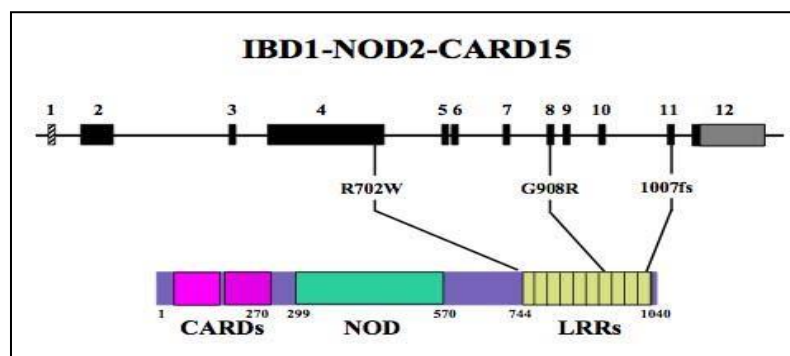 IBD1-NOD2-CARD15
1 2 3 4 5 6 7 8 9 10 11 12
R702W G908R 1007fs
1 270 299 570 744 1040
CARDs NOD LRRs